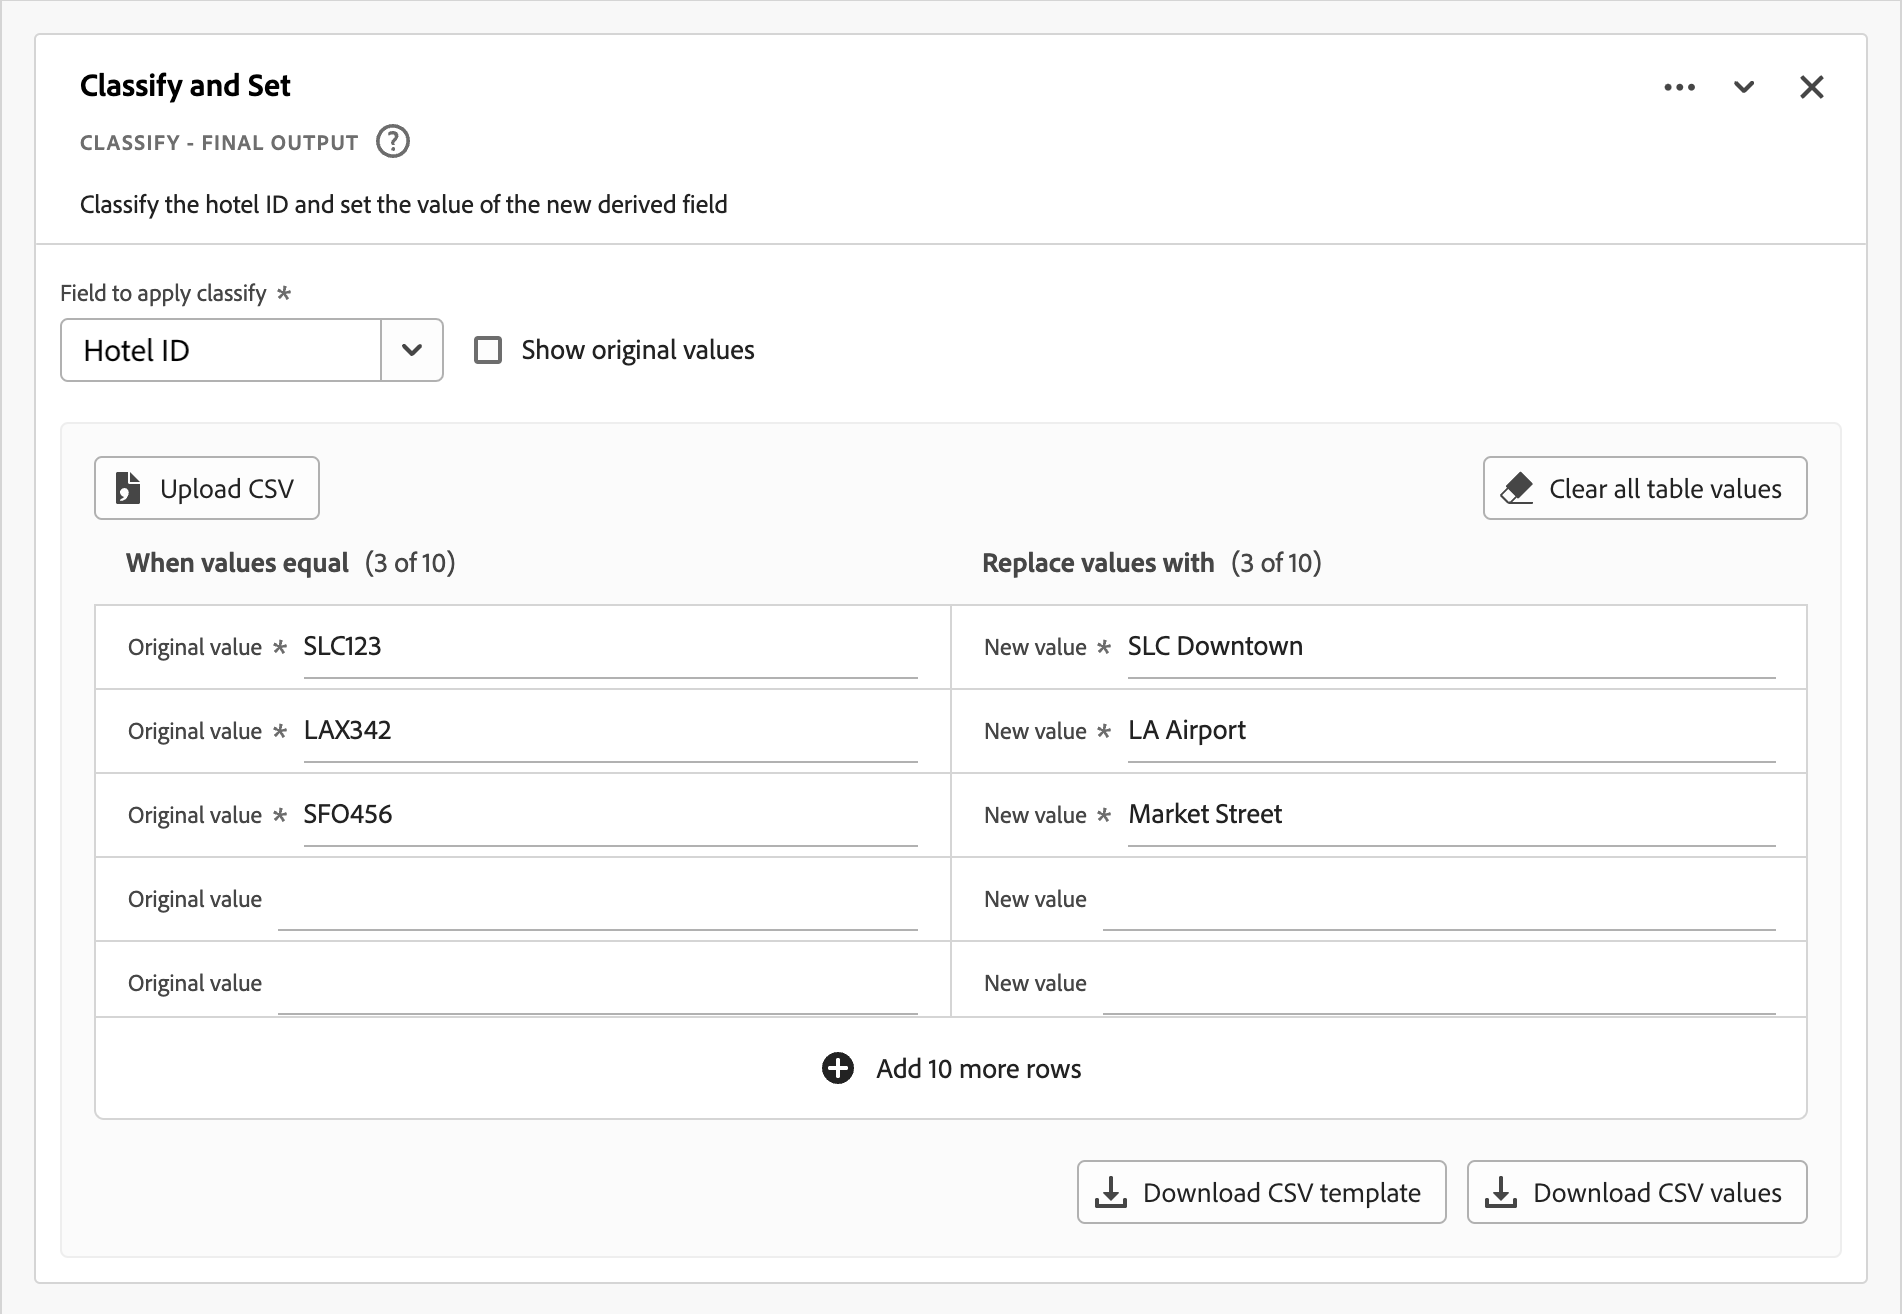 Classify and Set
CLASSIFY - FINAL OUTPUT ?
Classify the hotel ID and set the value of the new derived field
Field to apply classify *
Hotel ID Show original values
Upload CSV Clear all table values
When values equal (3 of 10) Replace values with (3 of 10)
Original value * SLC123 New value * SLC Downtown
Original value * LAX342 New value * LA Airport
Original value * SFO456 New value * Market Street
Original value New value
Original value New value
Add 10 more rows
Download CSV template Download CSV values